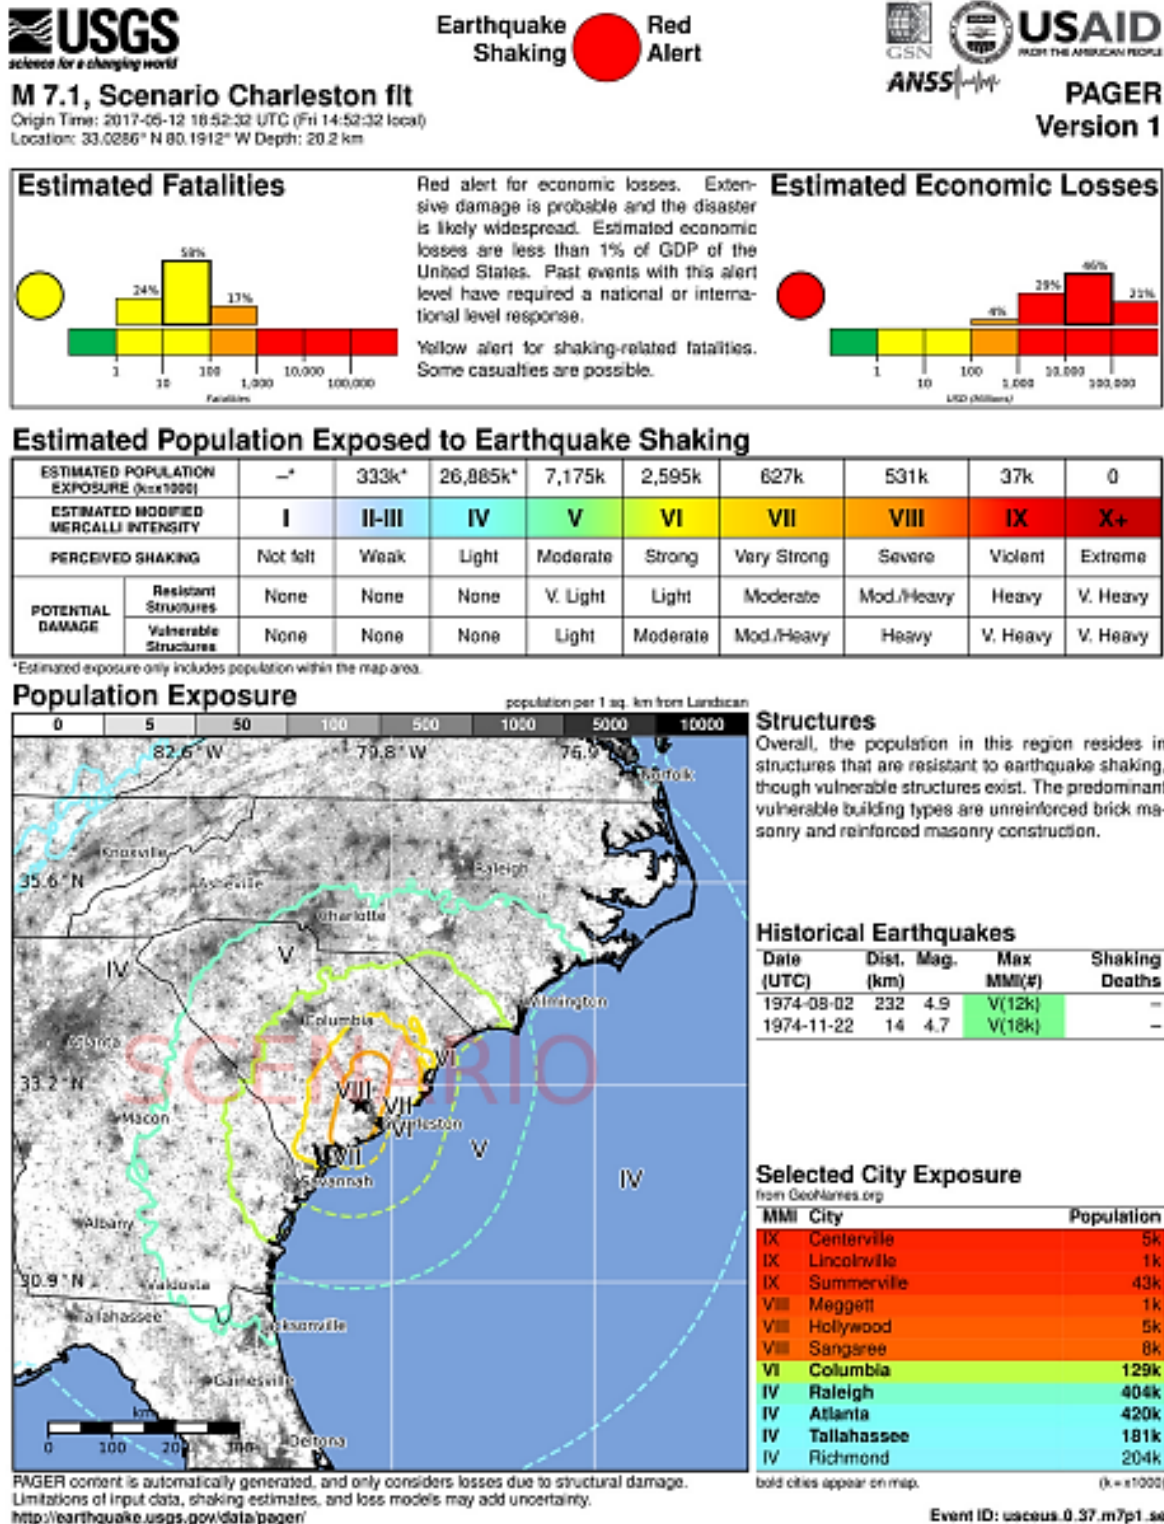 USGS
science for a changing world
Earthquake Shaking Red Alert
GSN
USAID
FROM THE AMERICAN PEOPLE
ANSS
M 7.1, Scenario Charleston flt
Origin Time: 2017-05-12 18:52:32 UTC (Fri 14:52:32 local)
Location: 33.0286° N 80.1912° W Depth: 20.2 km
PAGER
Version 1
Estimated Fatalities
24% 58% 17%
1 10 100 1,000 10,000 100,000
Fatalities
Red alert for economic losses. Exten-
sive damage is probable and the disaster
is likely widespread. Estimated economic
losses are less than 1% of GDP of the
United States. Past events with this alert
level have required a national or interna-
tional level response.
Yellow alert for shaking-related fatalities.
Some casualties are possible.
Estimated Economic Losses
4% 29% 46% 21%
1 10 100 1,000 10,000 100,000
USD (Millions)
Estimated Population Exposed to Earthquake Shaking
ESTIMATED POPULATION EXPOSURE (k=x1000) --* 333k* 26,885k* 7,175k 2,595k 627k 531k 37k 0
ESTIMATED MODIFIED MERCALLI INTENSITY I II-III IV V VI VII VIII IX X+
PERCEIVED SHAKING Not felt Weak Light Moderate Strong Very Strong Severe Violent Extreme
POTENTIAL DAMAGE
Resistant Structures None None None V. Light Light Moderate Mod./Heavy Heavy V. Heavy
Vulnerable Structures None None None Light Moderate Mod./Heavy Heavy V. Heavy V. Heavy
*Estimated exposure only includes population within the map area.
Population Exposure
population per 1 sq. km from Landscan
0 5 50 100 500 1000 5000 10000
82.6°W 79.8°W 76.9°
Norfolk
Knoxville
Raleigh
35.6°N
Asheville
Charlotte
IV V
Wilmington
Columbia
Atlanta
SCENARIO
VI
33.2°N
VIII
VII
Macon
Charleston
VI
V
VII
IV
Savannah
Albany
30.9°N
Valdosta
Tallahassee
Jacksonville
Gainesville
km
0 100 200 300
Deltona
Structures
Overall, the population in this region resides in
structures that are resistant to earthquake shaking,
though vulnerable structures exist. The predominant
vulnerable building types are unreinforced brick ma-
sonry and reinforced masonry construction.
Historical Earthquakes
Date (UTC) Dist. (km) Mag. Max MMI(#) Shaking Deaths
1974-08-02 232 4.9 V(12k) –
1974-11-22 14 4.7 V(18k) –
Selected City Exposure
from GeoNames.org
MMI City Population
IX Centerville 5k
IX Lincolnville 1k
IX Summerville 43k
VIII Meggett 1k
VIII Hollywood 5k
VIII Sangaree 8k
VI Columbia 129k
IV Raleigh 404k
IV Atlanta 420k
IV Tallahassee 181k
IV Richmond 204k
bold cities appear on map. (k = x1000)
PAGER content is automatically generated, and only considers losses due to structural damage.
Limitations of input data, shaking estimates, and loss models may add uncertainty.
http://earthquake.usgs.gov/data/pager/
Event ID: usceus.0.37.m7p1.se